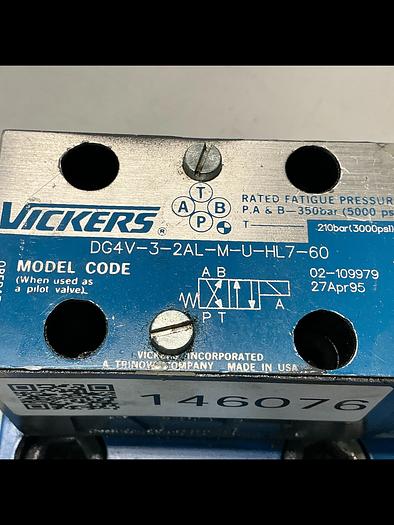 T
A B
P
RATED FATIGUE PRESSURE
P.A & B—350bar (5000 psi
T 210bar (3000psi)
VICKERS®
DG4V-3-2AL-M-U-HL7-60
MODEL CODE
(When used as
a pilot valve)
A B
P T
A
02-109979
27Apr95
VICKERS INCORPORATED
A TRINOVA COMPANY MADE IN U.S.A.
146076